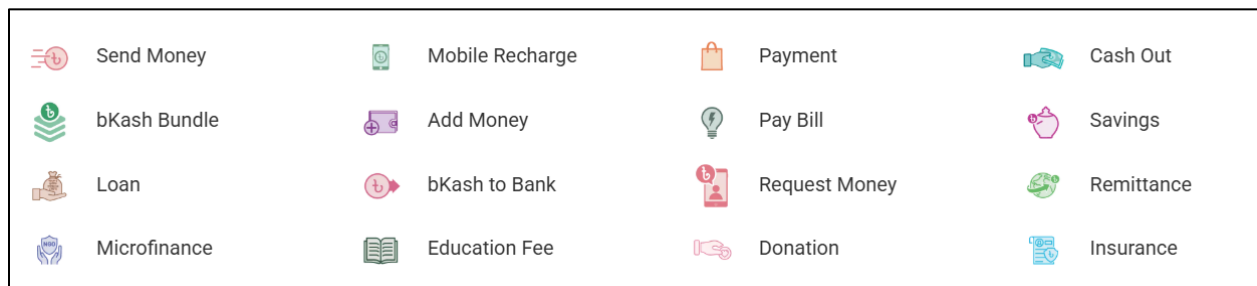 Send Money Mobile Recharge Payment Cash Out
bKash Bundle Add Money Pay Bill Savings
Loan bKash to Bank Request Money Remittance
NGO Microfinance Education Fee Donation Insurance